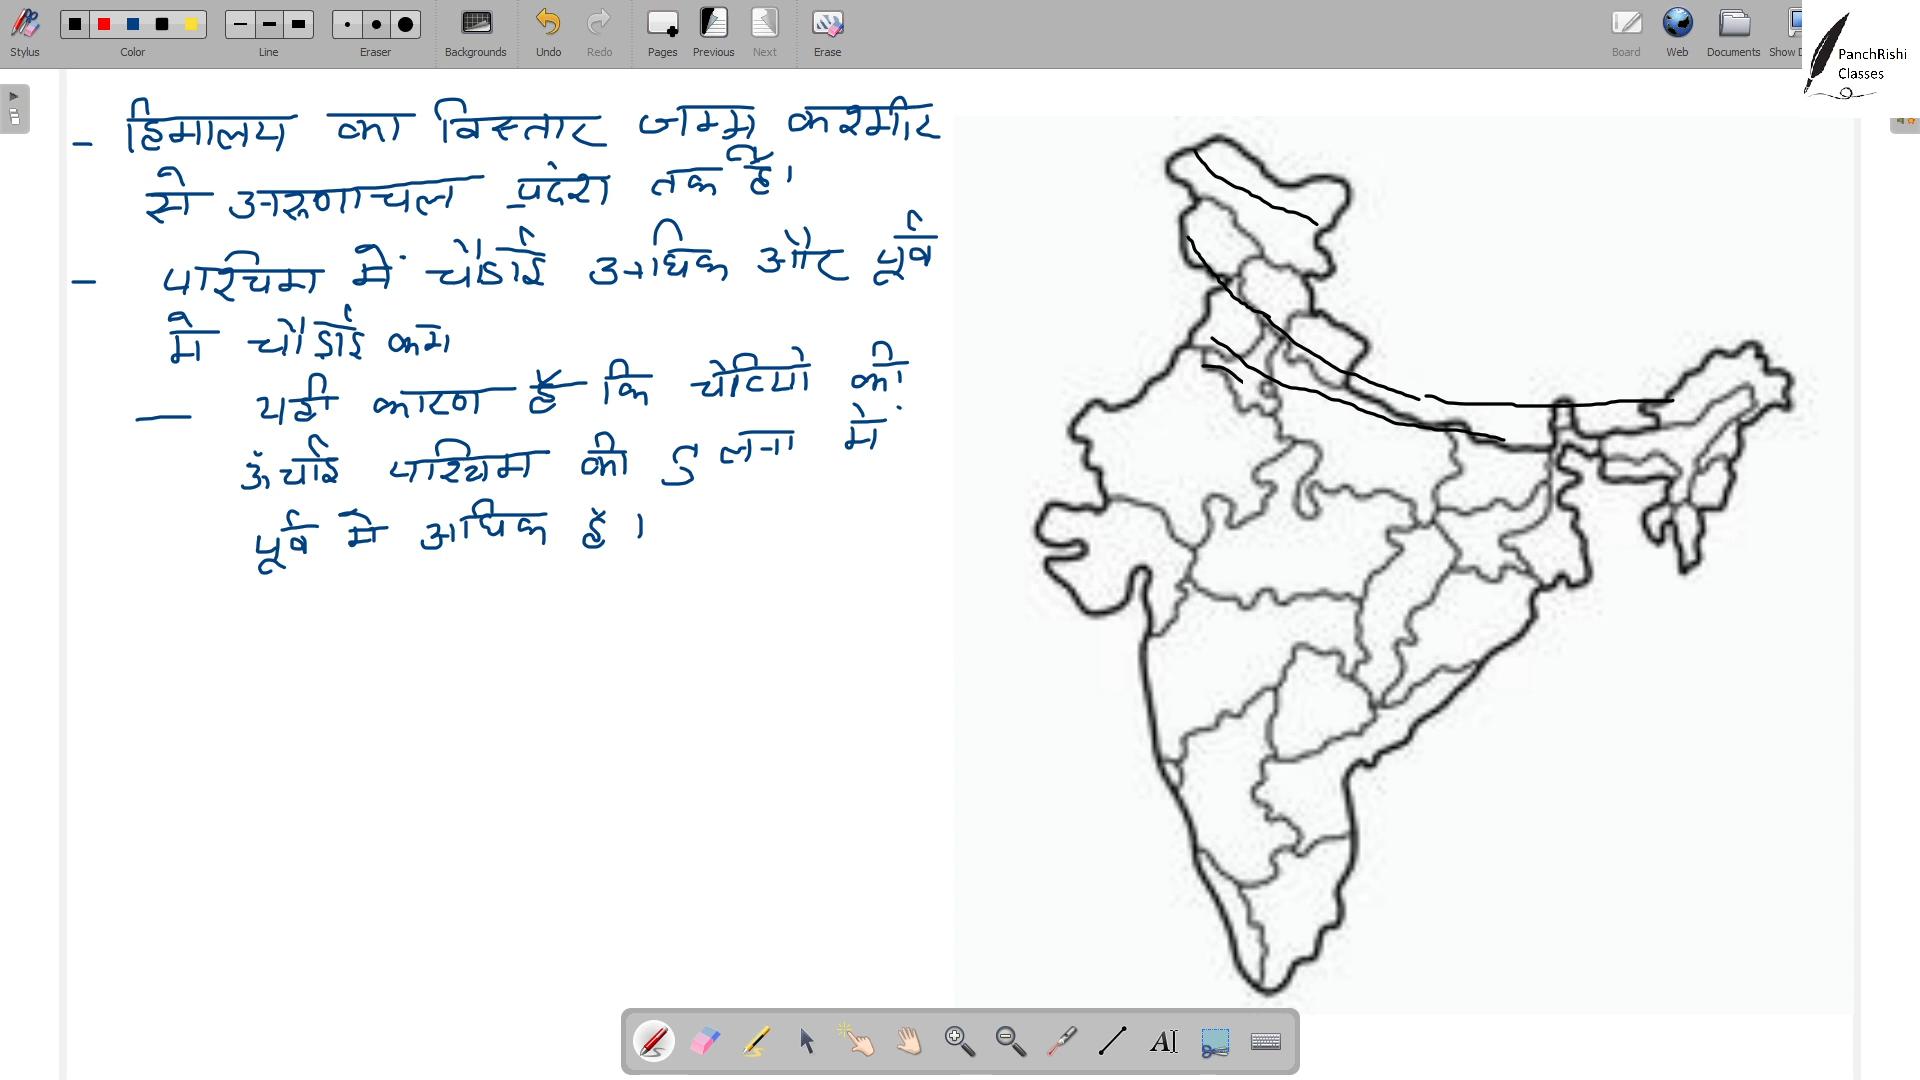 Stylus Color Line Eraser Backgrounds Undo Redo Pages Previous Next Erase Board Web Documents Show D
PanchRishi
Classes
- हिमालय का विस्तार जम्मू कश्मीर
से अरुणाचल प्रदेश तक है।
- पश्चिम में चौड़ाई अधिक और पूर्व
मे चौड़ाई कम
— यही कारण है कि चोटियो की
ऊँचाई पश्चिम की तुलना में
पूर्व मे अधिक है।